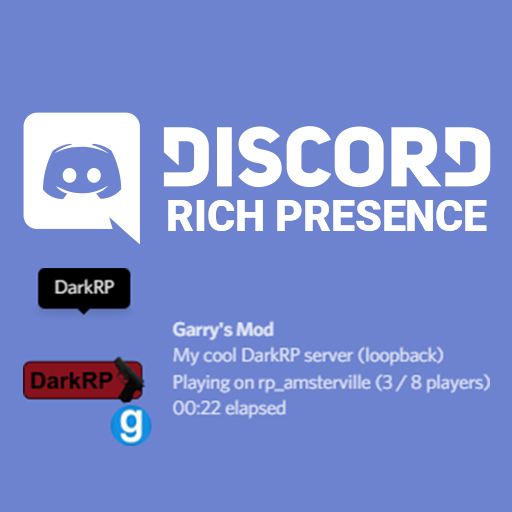 DISCORD
RICH PRESENCE
DarkRP
DarkRP
g
Garry's Mod
My cool DarkRP server (loopback)
Playing on rp_amsterville (3 / 8 players)
00:22 elapsed